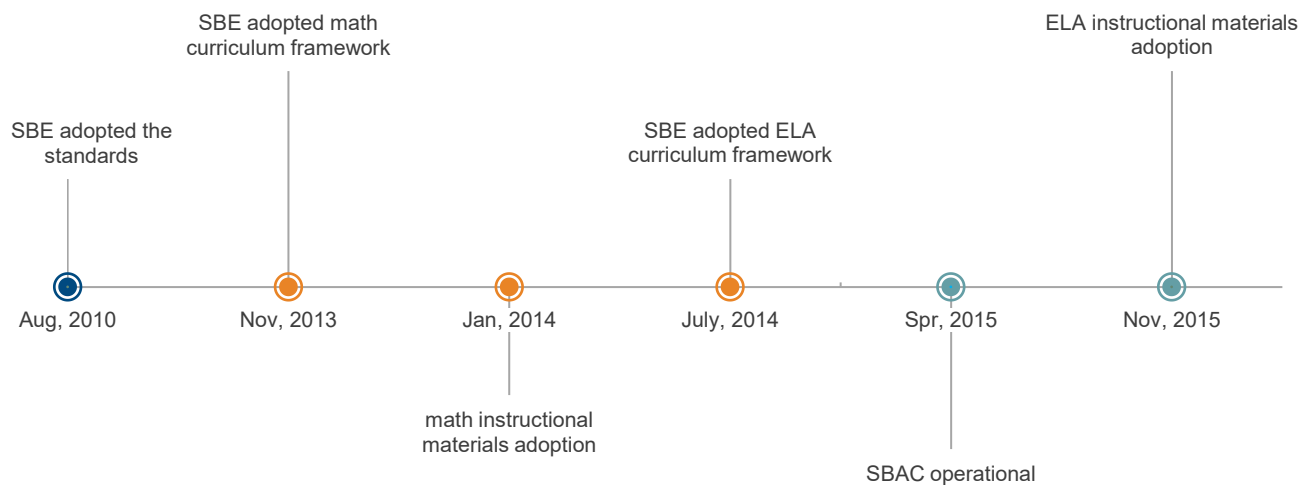 SBE adopted math
curriculum framework
ELA instructional materials
adoption
SBE adopted the
standards
SBE adopted ELA
curriculum framework
Aug, 2010
Nov, 2013
Jan, 2014
July, 2014
Spr, 2015
Nov, 2015
math instructional
materials adoption
SBAC operational